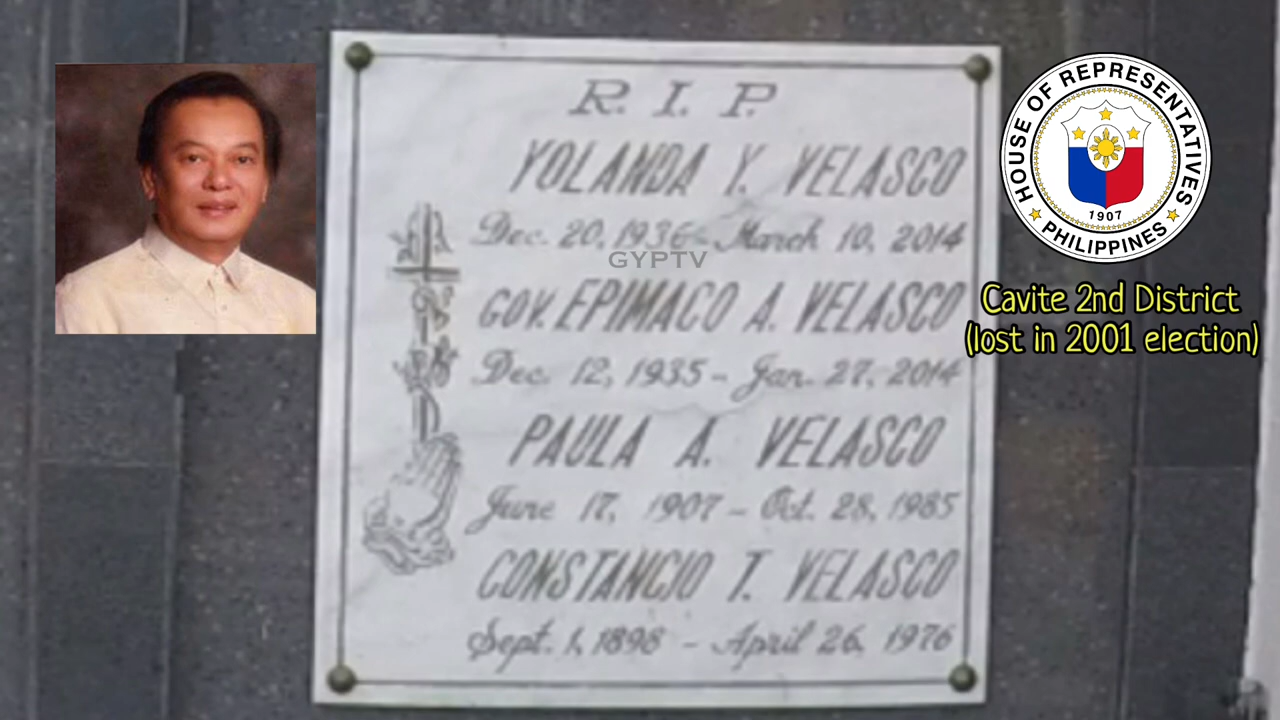 R. I. P.
YOLANDA Y. VELASCO
Dec. 20, 1936 - March 10, 2014
GYPTV
GOV. EPIMACO A. VELASCO
Dec. 12, 1935 - Jan. 27, 2014
PAULA A. VELASCO
June 17, 1907 - Oct. 28, 1985
CONSTANCIO T. VELASCO
Sept. 1, 1898 - April 26, 1976
HOUSE OF REPRESENTATIVES
1907
PHILIPPINES
Cavite 2nd District
(lost in 2001 election)